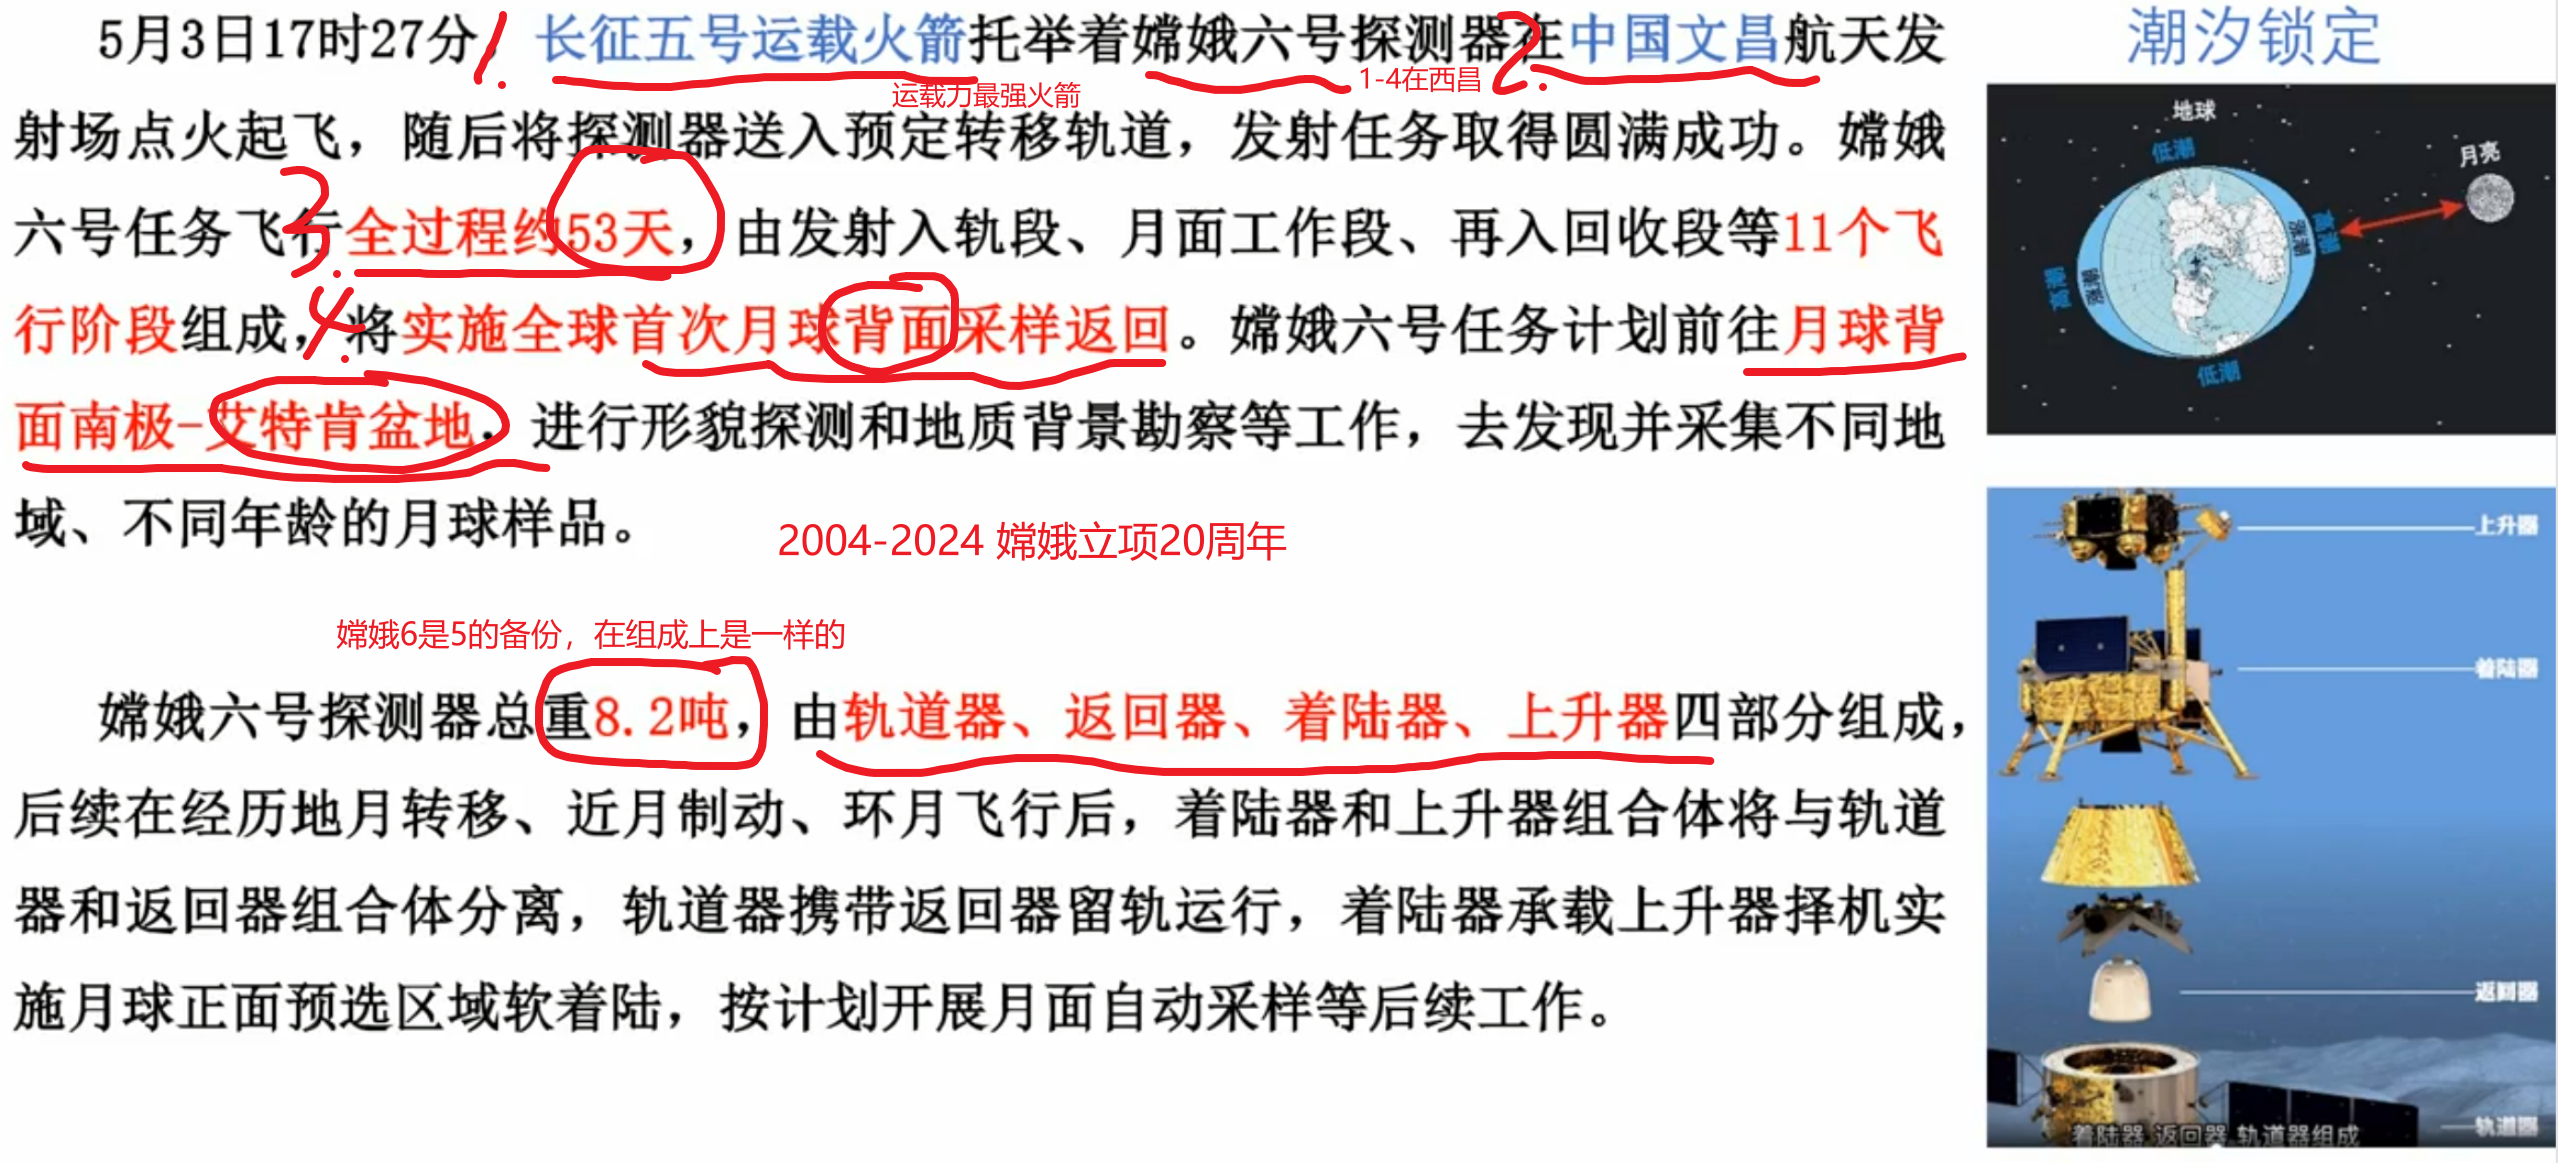 5月3日17时27分，长征五号运载火箭托举着嫦娥六号探测器在中国文昌航天发
1.
2.
运载力最强火箭
1-4在西昌
射场点火起飞，随后将探测器送入预定转移轨道，发射任务取得圆满成功。嫦娥
3.
六号任务飞行全过程约53天，由发射入轨段、月面工作段、再入回收段等11个飞
4.
行阶段组成，将实施全球首次月球背面采样返回。嫦娥六号任务计划前往月球背
面南极-艾特肯盆地，进行形貌探测和地质背景勘察等工作，去发现并采集不同地
域、不同年龄的月球样品。
2004-2024 嫦娥立项20周年
嫦娥6是5的备份，在组成上是一样的
嫦娥六号探测器总重8.2吨，由轨道器、返回器、着陆器、上升器四部分组成，
后续在经历地月转移、近月制动、环月飞行后，着陆器和上升器组合体将与轨道
器和返回器组合体分离，轨道器携带返回器留轨运行，着陆器承载上升器择机实
施月球正面预选区域软着陆，按计划开展月面自动采样等后续工作。
潮汐锁定
地球
低潮
月亮
高潮
低潮
上升器
着陆器
返回器
轨道器
着陆器 返回器 轨道器组成